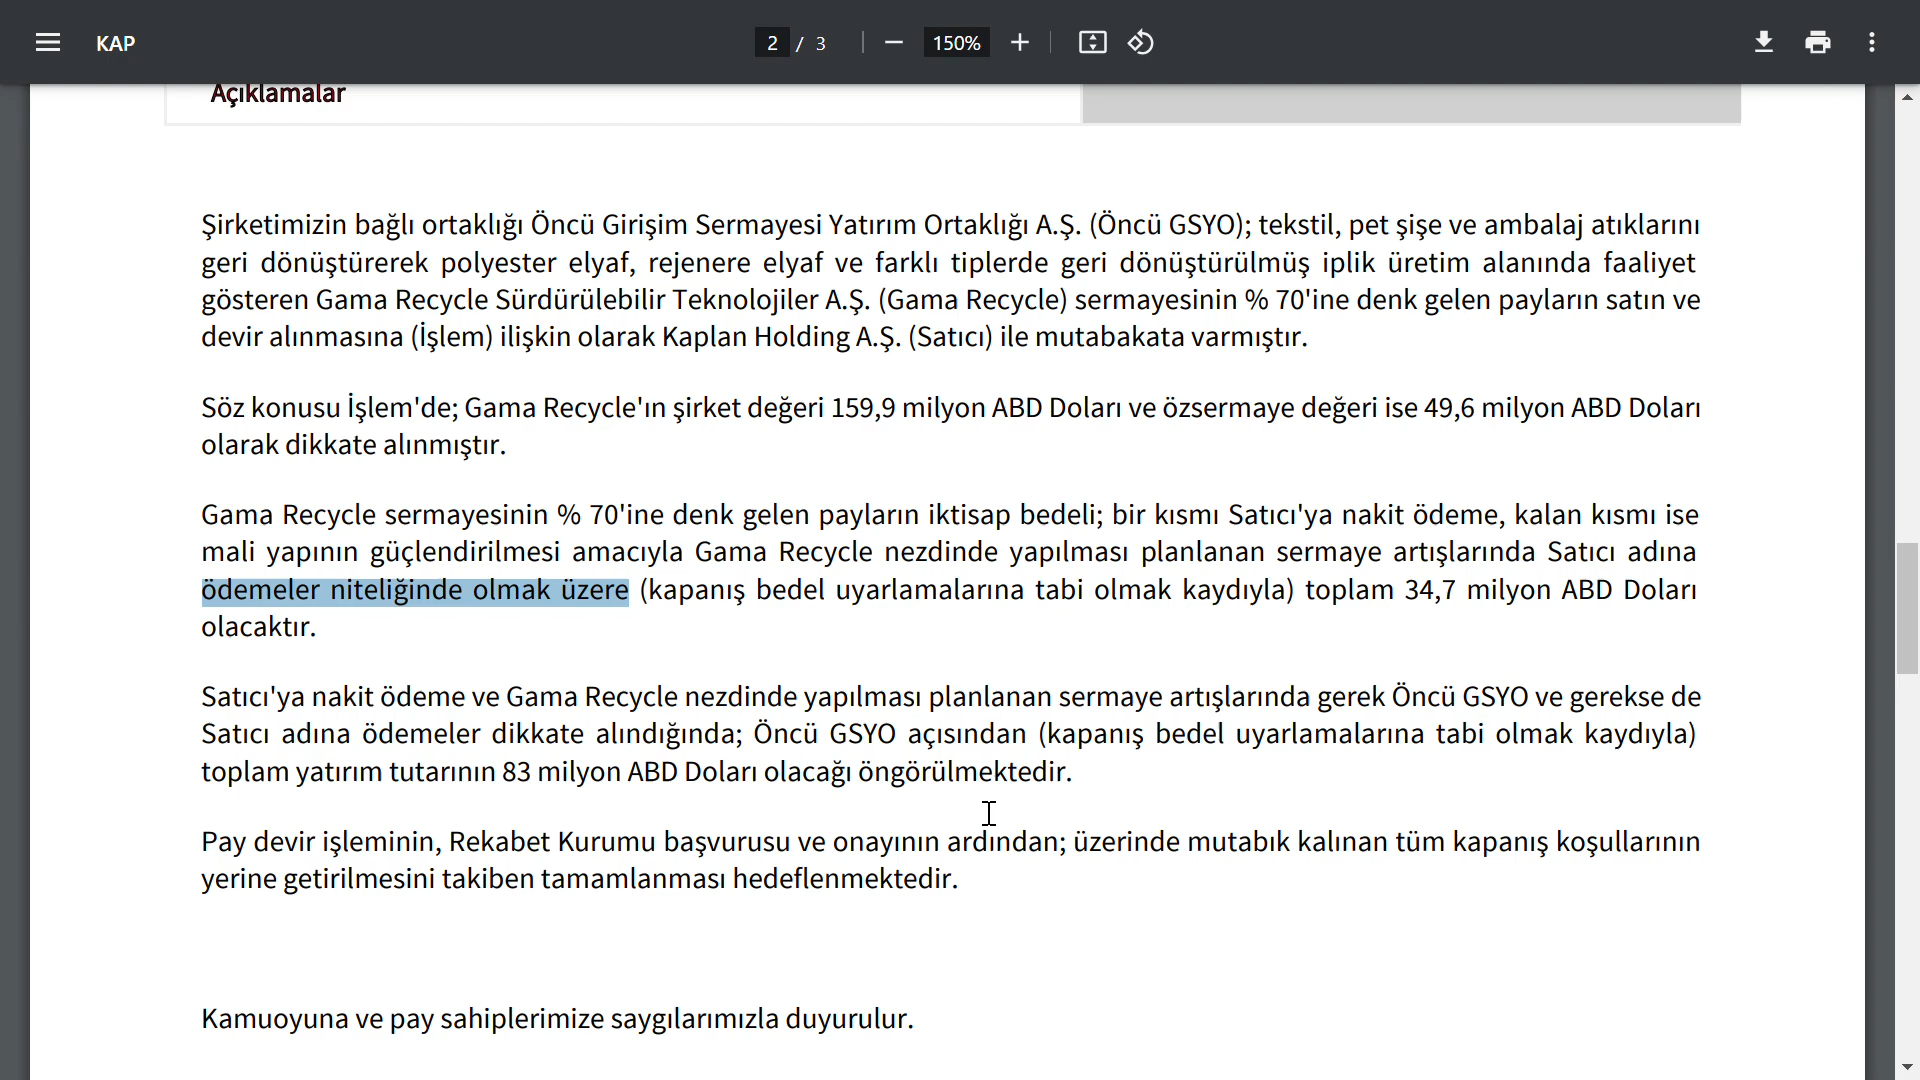 KAP
2 / 3
150%
Açıklamalar
Şirketimizin bağlı ortaklığı Öncü Girişim Sermayesi Yatırım Ortaklığı A.Ş. (Öncü GSYO); tekstil, pet şişe ve ambalaj atıklarını
geri dönüştürerek polyester elyaf, rejenere elyaf ve farklı tiplerde geri dönüştürülmüş iplik üretim alanında faaliyet
gösteren Gama Recycle Sürdürülebilir Teknolojiler A.Ş. (Gama Recycle) sermayesinin % 70'ine denk gelen payların satın ve
devir alınmasına (İşlem) ilişkin olarak Kaplan Holding A.Ş. (Satıcı) ile mutabakata varmıştır.
Söz konusu İşlem'de; Gama Recycle'ın şirket değeri 159,9 milyon ABD Doları ve özsermaye değeri ise 49,6 milyon ABD Doları
olarak dikkate alınmıştır.
Gama Recycle sermayesinin % 70'ine denk gelen payların iktisap bedeli; bir kısmı Satıcı'ya nakit ödeme, kalan kısmı ise
mali yapının güçlendirilmesi amacıyla Gama Recycle nezdinde yapılması planlanan sermaye artışlarında Satıcı adına
ödemeler niteliğinde olmak üzere (kapanış bedel uyarlamalarına tabi olmak kaydıyla) toplam 34,7 milyon ABD Doları
olacaktır.
Satıcı'ya nakit ödeme ve Gama Recycle nezdinde yapılması planlanan sermaye artışlarında gerek Öncü GSYO ve gerekse de
Satıcı adına ödemeler dikkate alındığında; Öncü GSYO açısından (kapanış bedel uyarlamalarına tabi olmak kaydıyla)
toplam yatırım tutarının 83 milyon ABD Doları olacağı öngörülmektedir.
Pay devir işleminin, Rekabet Kurumu başvurusu ve onayının ardından; üzerinde mutabık kalınan tüm kapanış koşullarının
yerine getirilmesini takiben tamamlanması hedeflenmektedir.
Kamuoyuna ve pay sahiplerimize saygılarımızla duyurulur.